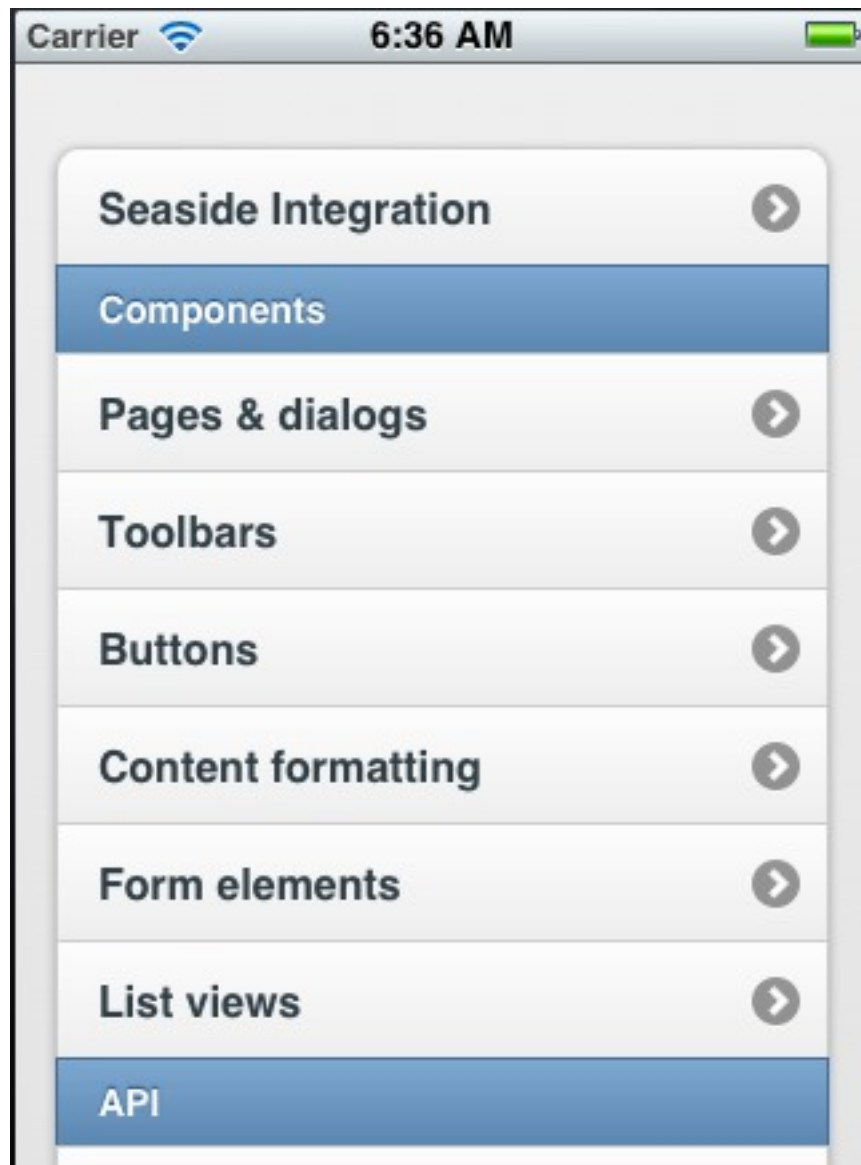 Carrier 6:36 AM
Seaside Integration
Components
Pages & dialogs
Toolbars
Buttons
Content formatting
Form elements
List views
API